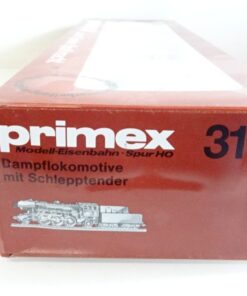 primex 31
Modell-Eisenbahn · Spur HO
Dampflokomotive
mit Schlepptender